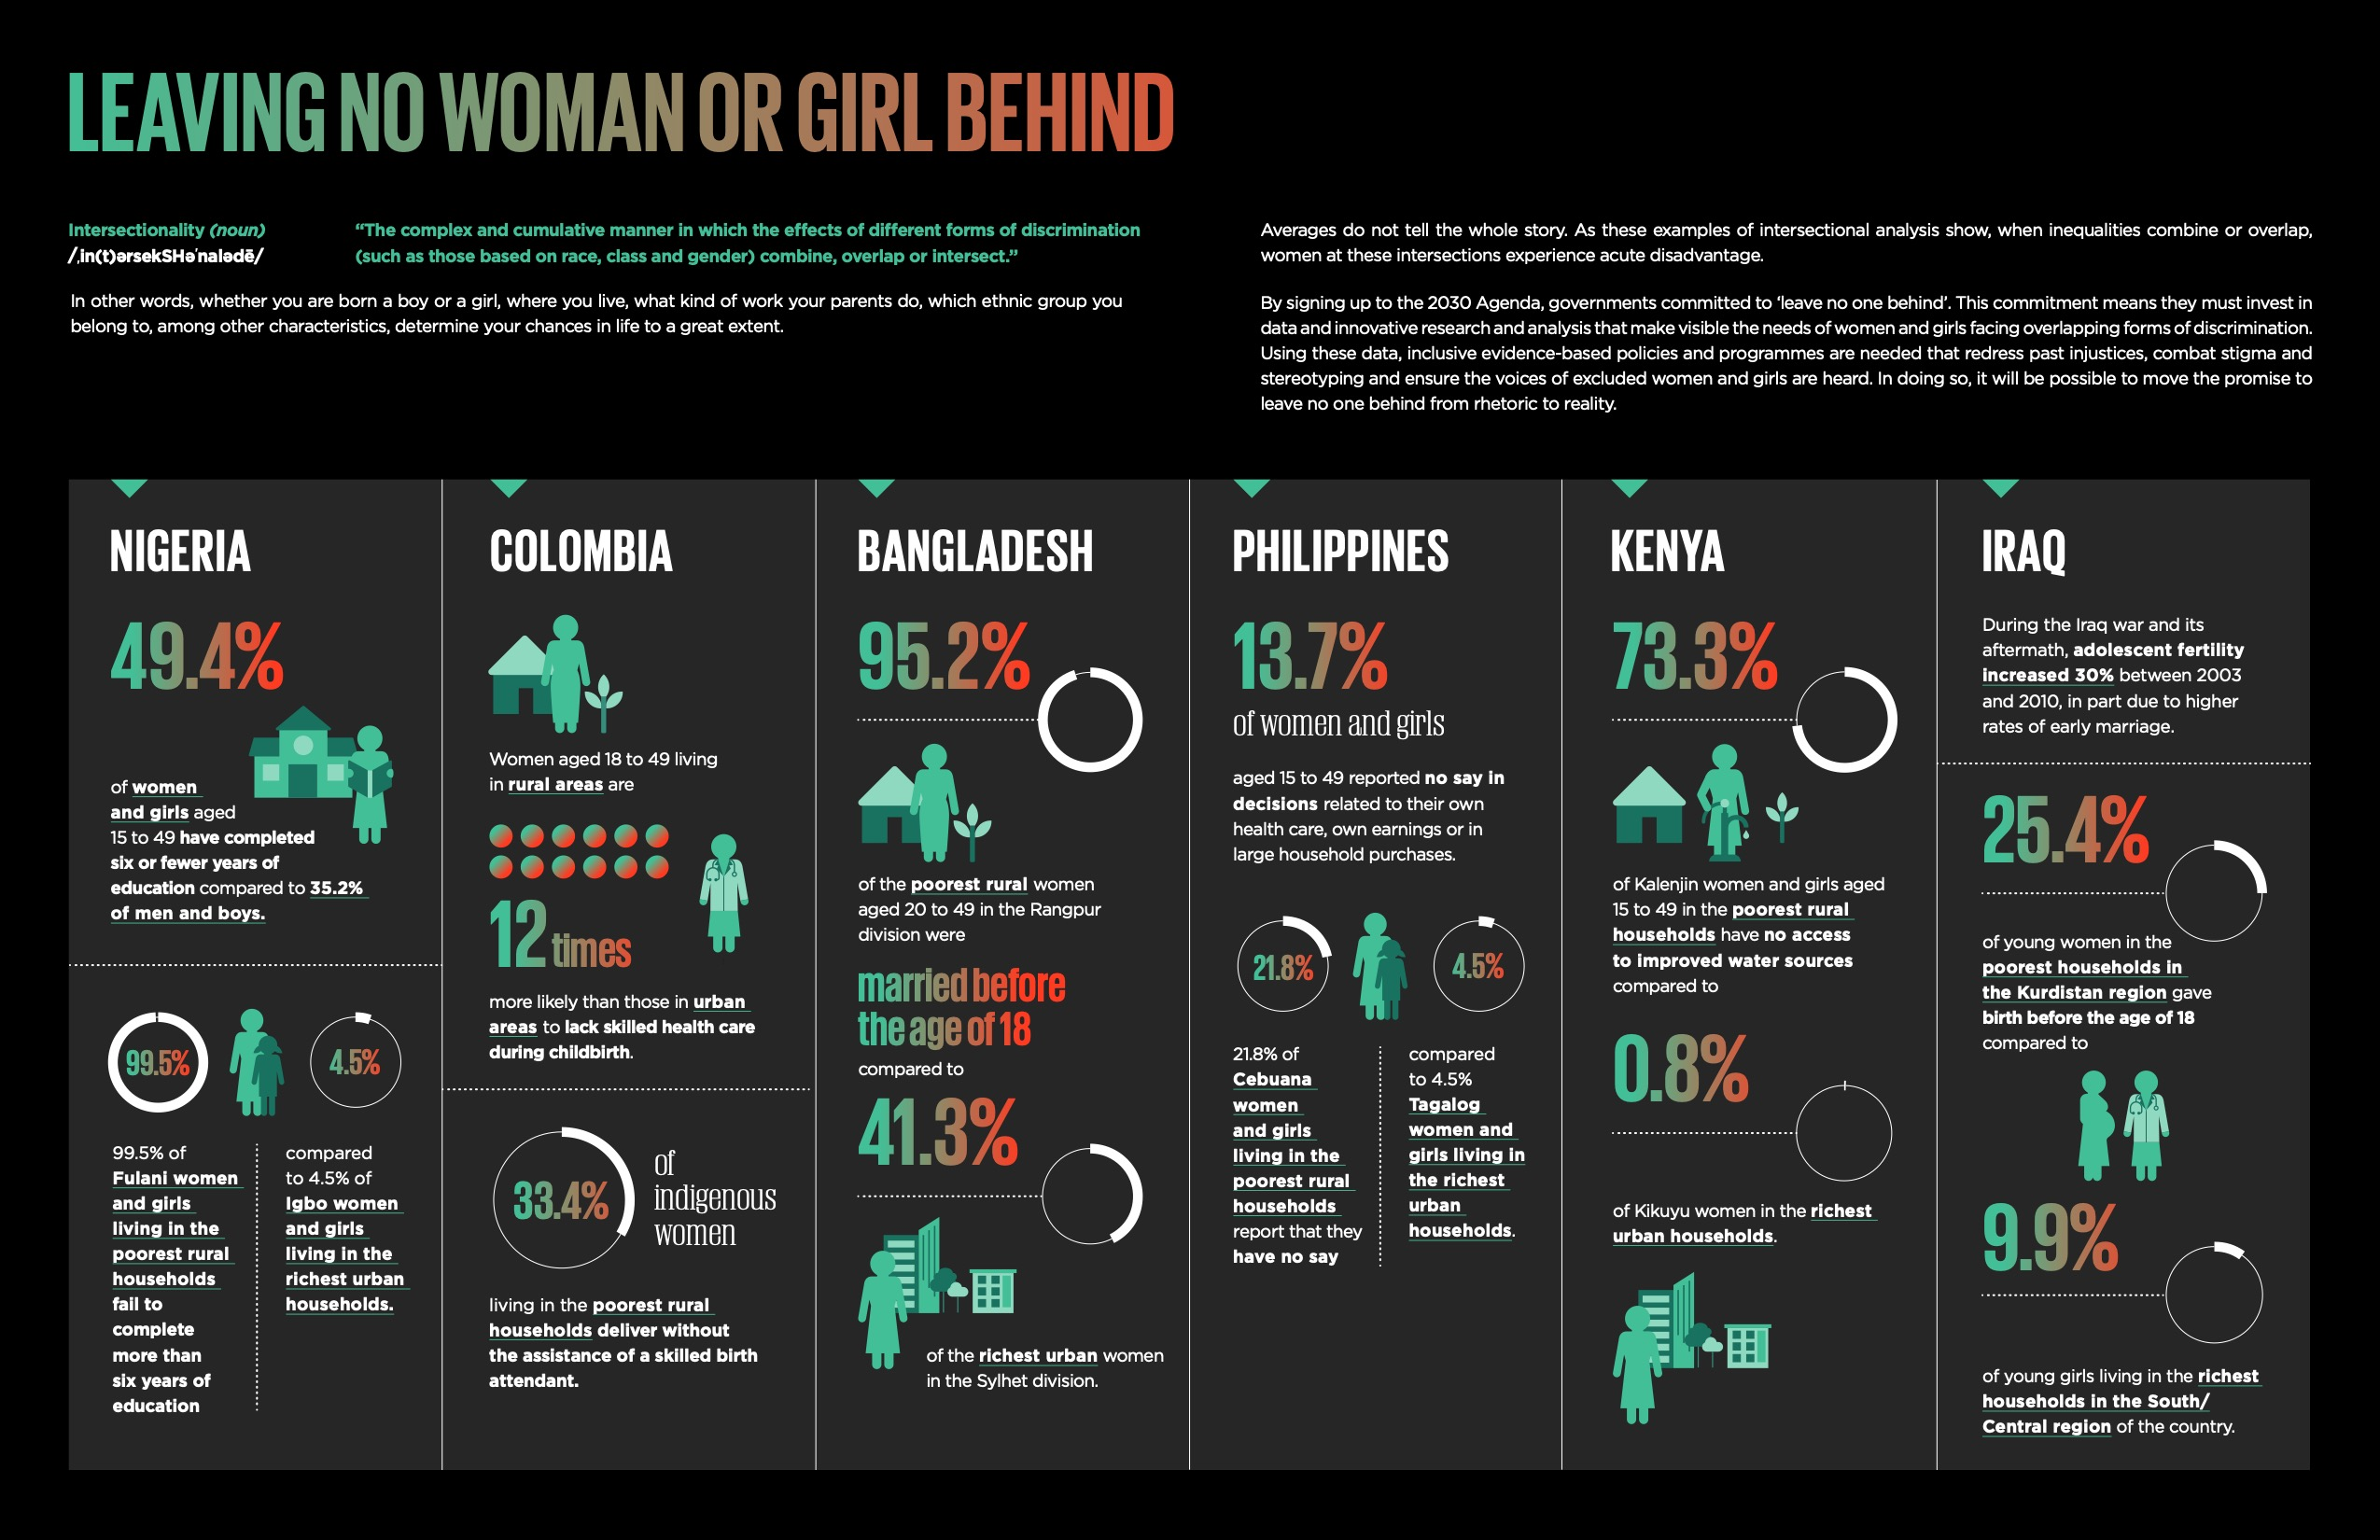 LEAVING NO WOMAN OR GIRL BEHIND
Intersectionality (noun)
/ˌin(t)ərsekSHəˈnalədē/
“The complex and cumulative manner in which the effects of different forms of discrimination
(such as those based on race, class and gender) combine, overlap or intersect.”
In other words, whether you are born a boy or a girl, where you live, what kind of work your parents do, which ethnic group you
belong to, among other characteristics, determine your chances in life to a great extent.
Averages do not tell the whole story. As these examples of intersectional analysis show, when inequalities combine or overlap,
women at these intersections experience acute disadvantage.
By signing up to the 2030 Agenda, governments committed to ‘leave no one behind’. This commitment means they must invest in
data and innovative research and analysis that make visible the needs of women and girls facing overlapping forms of discrimination.
Using these data, inclusive evidence-based policies and programmes are needed that redress past injustices, combat stigma and
stereotyping and ensure the voices of excluded women and girls are heard. In doing so, it will be possible to move the promise to
leave no one behind from rhetoric to reality.
NIGERIA
49.4%
of women
and girls aged
15 to 49 have completed
six or fewer years of
education compared to 35.2%
of men and boys.
99.5%
4.5%
99.5% of
Fulani women
and girls
living in the
poorest rural
households
fail to
complete
more than
six years of
education
compared
to 4.5% of
Igbo women
and girls
living in the
richest urban
households.
COLOMBIA
Women aged 18 to 49 living
in rural areas are
12 times
more likely than those in urban
areas to lack skilled health care
during childbirth.
33.4%
of
indigenous
women
living in the poorest rural
households deliver without
the assistance of a skilled birth
attendant.
BANGLADESH
95.2%
of the poorest rural women
aged 20 to 49 in the Rangpur
division were
married before
the age of 18
compared to
41.3%
of the richest urban women
in the Sylhet division.
PHILIPPINES
13.7%
of women and girls
aged 15 to 49 reported no say in
decisions related to their own
health care, own earnings or in
large household purchases.
21.8%
4.5%
21.8% of
Cebuana
women
and girls
living in the
poorest rural
households
report that they
have no say
compared
to 4.5%
Tagalog
women and
girls living in
the richest
urban
households.
KENYA
73.3%
of Kalenjin women and girls aged
15 to 49 in the poorest rural
households have no access
to improved water sources
compared to
0.8%
of Kikuyu women in the richest
urban households.
IRAQ
During the Iraq war and its
aftermath, adolescent fertility
increased 30% between 2003
and 2010, in part due to higher
rates of early marriage.
25.4%
of young women in the
poorest households in
the Kurdistan region gave
birth before the age of 18
compared to
9.9%
of young girls living in the richest
households in the South/
Central region of the country.